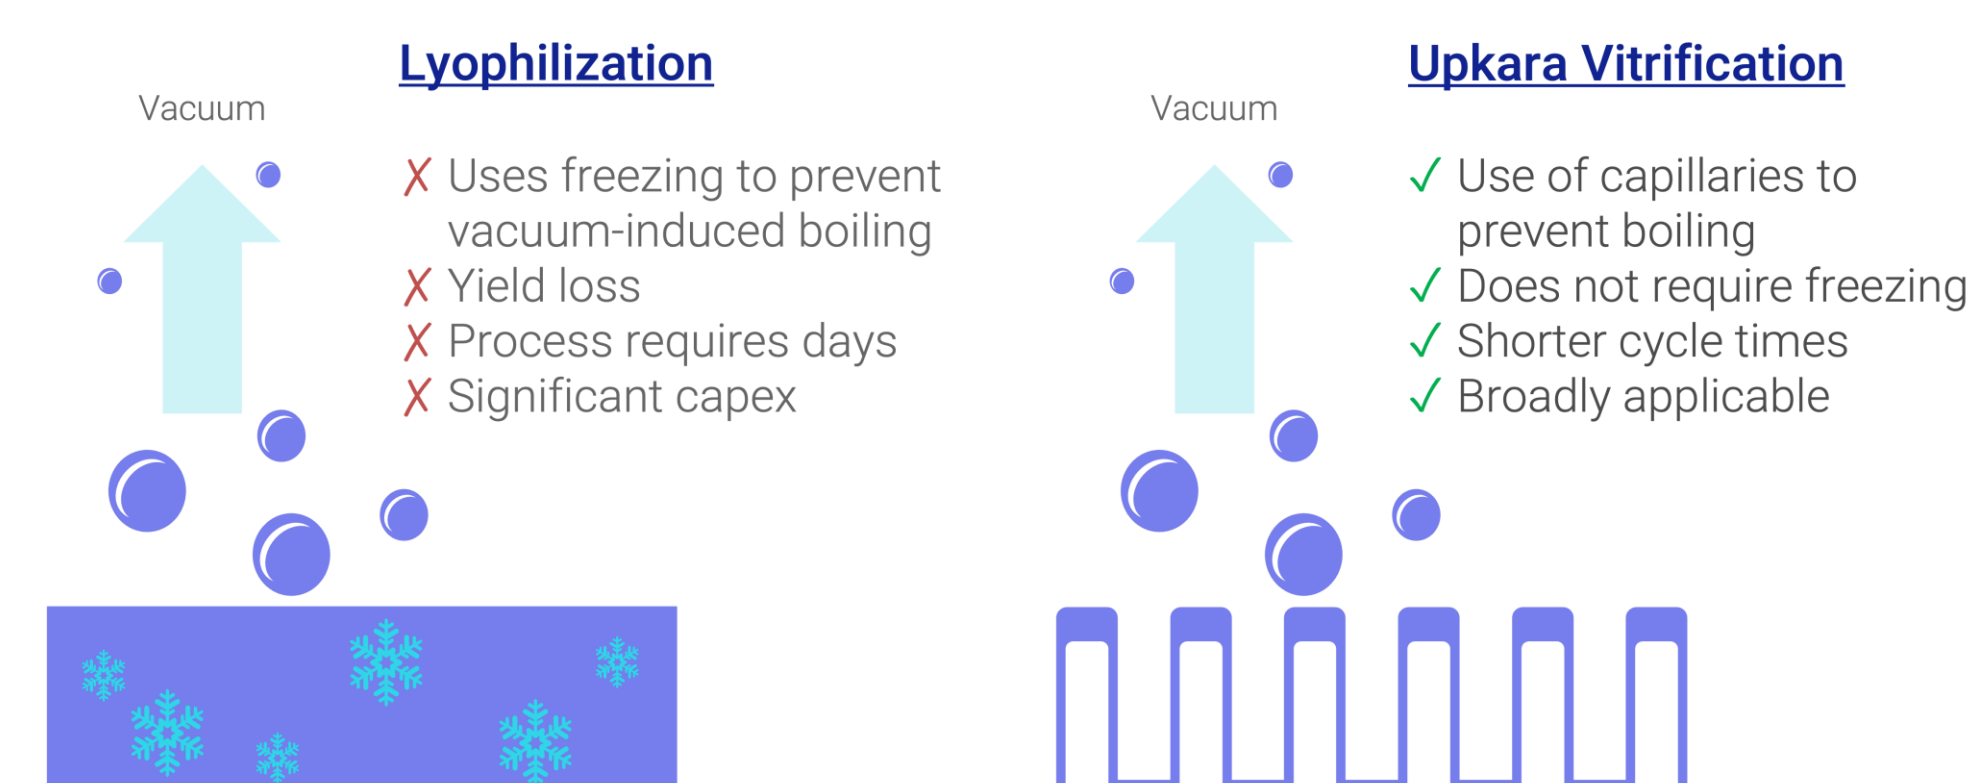 Lyophilization
Vacuum
✗ Uses freezing to prevent
vacuum-induced boiling
✗ Yield loss
✗ Process requires days
✗ Significant capex
Upkara Vitrification
Vacuum
✓ Use of capillaries to
prevent boiling
✓ Does not require freezing
✓ Shorter cycle times
✓ Broadly applicable